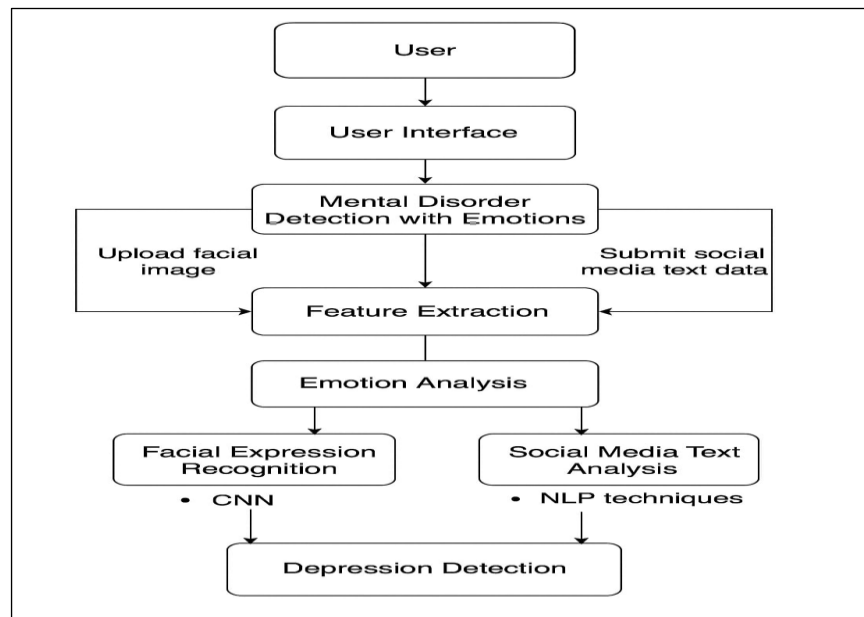 User
User Interface
Mental Disorder
Detection with Emotions
Upload facial
image
Submit social
media text data
Feature Extraction
Emotion Analysis
Facial Expression
Recognition
• CNN
Social Media Text
Analysis
• NLP techniques
Depression Detection